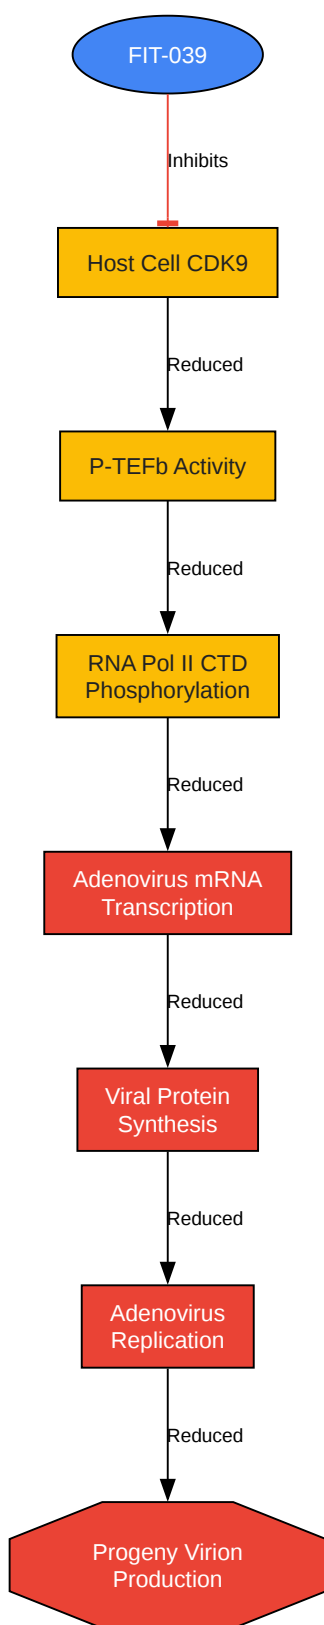 FIT-039
Inhibits
Host Cell CDK9
Reduced
P-TEFb Activity
Reduced
RNA Pol II CTD
Phosphorylation
Reduced
Adenovirus mRNA
Transcription
Reduced
Viral Protein
Synthesis
Reduced
Adenovirus
Replication
Reduced
Progeny Virion
Production